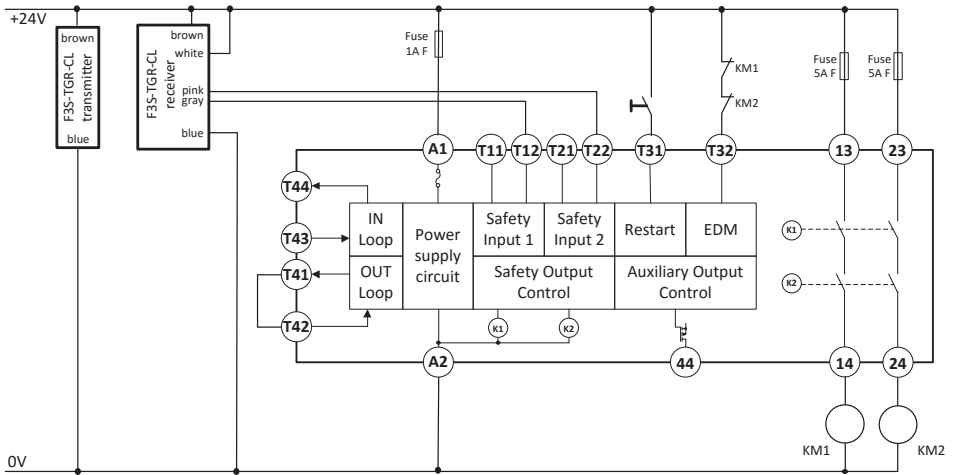 +24V
brown
F3S-TGR-CL
transmitter
blue
brown
white
F3S-TGR-CL
receiver
pink
gray
blue
Fuse
1A F
KM1
KM2
Fuse
5A F
Fuse
5A F
A1
T11
T12
T21
T22
T31
T32
13
23
T44
T43
T41
T42
IN
Loop
OUT
Loop
Power
supply
circuit
Safety
Input 1
Safety
Input 2
Restart
EDM
Safety Output
Control
Auxiliary Output
Control
K1
K2
K1
K2
A2
44
14
24
KM1
KM2
0V